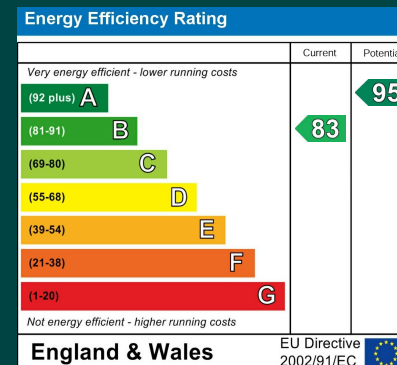 Energy Efficiency Rating
Current Potentia
Very energy efficient - lower running costs
(92 plus) A
95
(81-91) B
83
(69-80) C
(55-68) D
(39-54) E
(21-38) F
(1-20) G
Not energy efficient - higher running costs
England & Wales
EU Directive
2002/91/EC